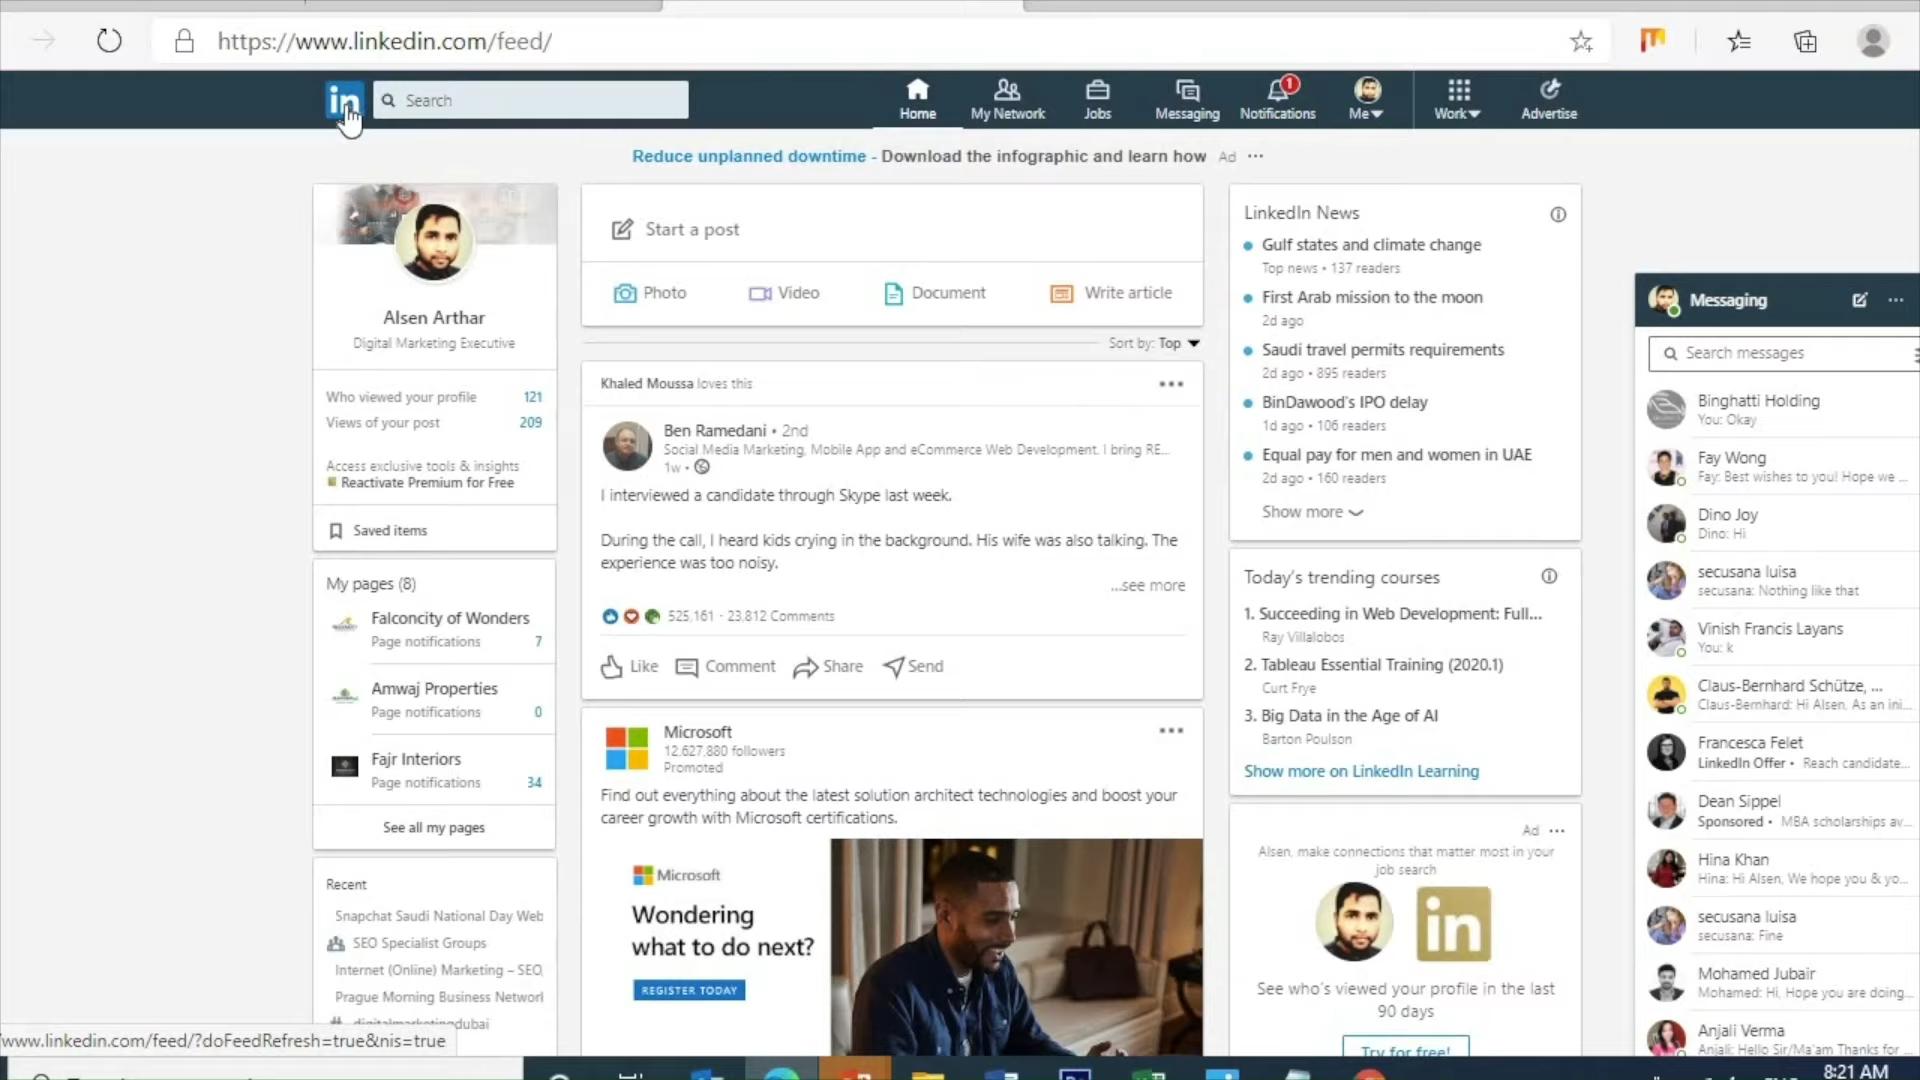 https://www.linkedin.com/feed/
in
Search
Home
My Network
Jobs
Messaging
1
Notifications
Me
Work
Advertise
Reduce unplanned downtime - Download the infographic and learn how Ad ...
Alsen Arthar
Digital Marketing Executive
Who viewed your profile 121
Views of your post 209
Access exclusive tools & insights
Reactivate Premium for Free
Saved items
My pages (8)
Falconcity of Wonders
Page notifications 7
Amwaj Properties
Page notifications 0
Fajr Interiors
Page notifications 34
See all my pages
Recent
Snapchat Saudi National Day Web
SEO Specialist Groups
Internet (Online) Marketing – SEO,
Prague Morning Business Network
# digitalmarketingdubai
www.linkedin.com/feed/?doFeedRefresh=true&nis=true
Start a post
Photo
Video
Document
Write article
Sort by: Top
Khaled Moussa loves this
Ben Ramedani • 2nd
Social Media Marketing, Mobile App and eCommerce Web Development. I bring RE...
1w •
I interviewed a candidate through Skype last week.
During the call, I heard kids crying in the background. His wife was also talking. The
experience was too noisy.
...see more
525,161 · 23,812 Comments
Like
Comment
Share
Send
Microsoft
12,627,880 followers
Promoted
Find out everything about the latest solution architect technologies and boost your
career growth with Microsoft certifications.
Microsoft
Wondering
what to do next?
REGISTER TODAY
LinkedIn News
Gulf states and climate change
Top news • 137 readers
First Arab mission to the moon
2d ago
Saudi travel permits requirements
2d ago • 895 readers
BinDawood's IPO delay
1d ago • 106 readers
Equal pay for men and women in UAE
2d ago • 160 readers
Show more
Today's trending courses
1. Succeeding in Web Development: Full...
Ray Villalobos
2. Tableau Essential Training (2020.1)
Curt Frye
3. Big Data in the Age of AI
Barton Poulson
Show more on LinkedIn Learning
Ad ...
Alsen, make connections that matter most in your
job search
in
See who's viewed your profile in the last
90 days
Try for free!
Messaging
Search messages
Binghatti Holding
You: Okay
Fay Wong
Fay: Best wishes to you! Hope we ...
Dino Joy
Dino: Hi
secusana luisa
secusana: Nothing like that
Vinish Francis Layans
You: k
Claus-Bernhard Schütze, ...
Claus-Bernhard: Hi Alsen, As an ini...
Francesca Felet
LinkedIn Offer • Reach candidate...
Dean Sippel
Sponsored • MBA scholarships av...
Hina Khan
Hina: Hi Alsen, We hope you & yo...
secusana luisa
secusana: Fine
Mohamed Jubair
Mohamed: Hi, Hope you are doing...
Anjali Verma
Anjali: Hello Sir/Ma'am Thanks for ...
8:21 AM